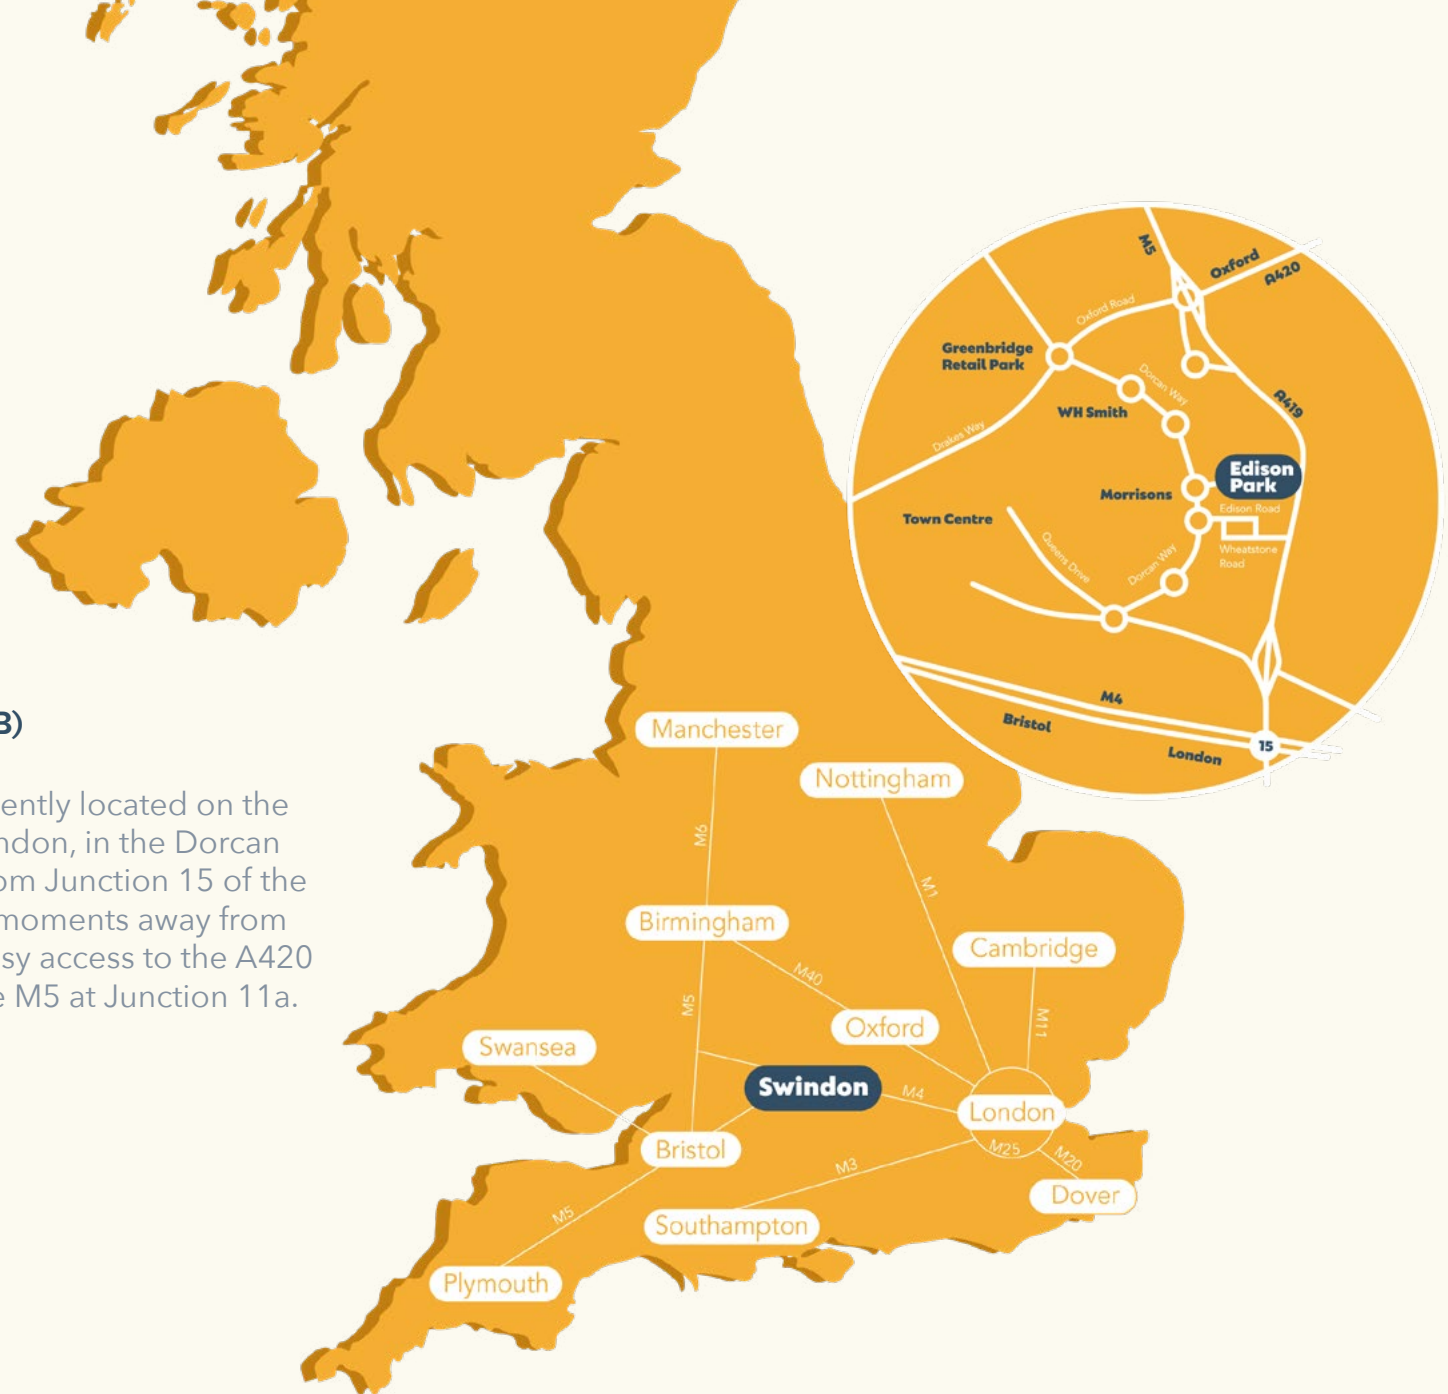 B)
ently located on the
ndon, in the Dorcan
om Junction 15 of the
moments away from
sy access to the A420
e M5 at Junction 11a.
M5
Oxford
A420
Oxford Road
Greenbridge
Retail Park
Dorcan Way
WH Smith
A419
Drakes Way
Edison
Park
Morrisons
Edison Road
Town Centre
Queens Drive
Dorcan Way
Wheatstone
Road
M4
Bristol
London
15
Manchester
Nottingham
M6
M1
Birmingham
Cambridge
M40
M5
M11
Oxford
Swansea
Swindon
M4
London
Bristol
M25
M20
M3
Dover
M5
Southampton
Plymouth